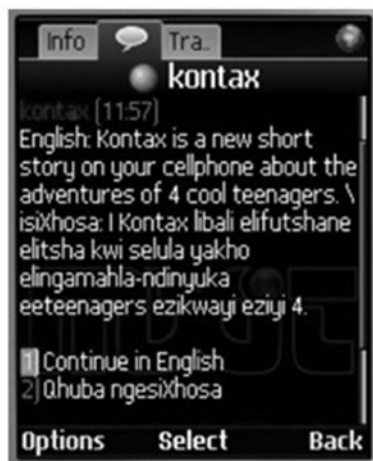 Info
Tra..
kontax
kontax (11:57)
English: Kontax is a new short
story on your cellphone about the
adventures of 4 cool teenagers. \
isiXhosa: I Kontax libali elifutshane
elitsha kwi selula yakho
elingamahla-ndinyuka
eeteenagers ezikwayi eziyi 4.
1) Continue in English
2) Qhuba ngesiXhosa
Options Select Back